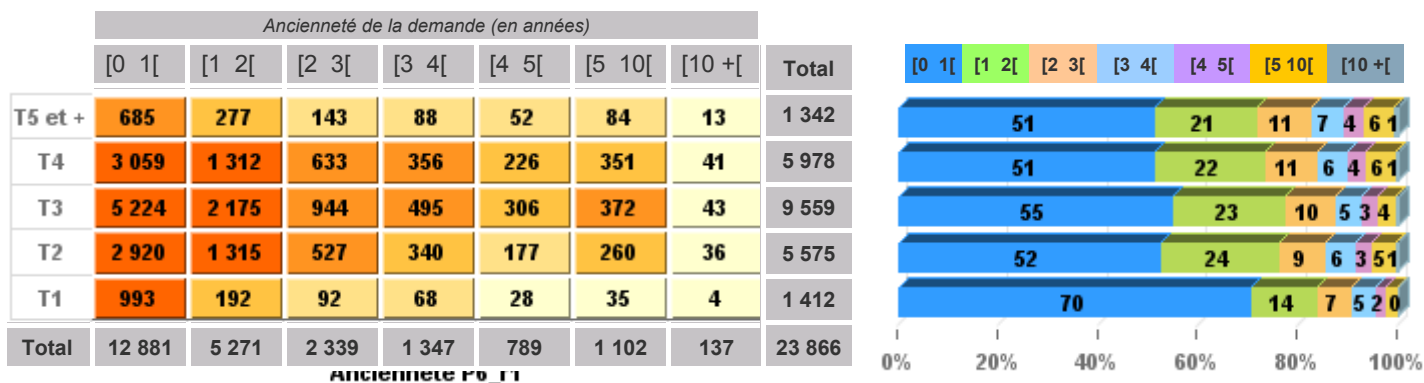 Ancienneté de la demande (en années)
[0 1[ [1 2[ [2 3[ [3 4[ [4 5[ [5 10[ [10 +[ Total
T5 et + 685 277 143 88 52 84 13 1 342
T4 3 059 1 312 633 356 226 351 41 5 978
T3 5 224 2 175 944 495 306 372 43 9 559
T2 2 920 1 315 527 340 177 260 36 5 575
T1 993 192 92 68 28 35 4 1 412
Total 12 881 5 271 2 339 1 347 789 1 102 137 23 866
Ancienneté P6_r1
[0 1[ [1 2[ [2 3[ [3 4[ [4 5[ [5 10[ [10 +[
51 21 11 7 4 6 1
51 22 11 6 4 6 1
55 23 10 5 3 4
52 24 9 6 3 5 1
70 14 7 5 2 0
0% 20% 40% 60% 80% 100%